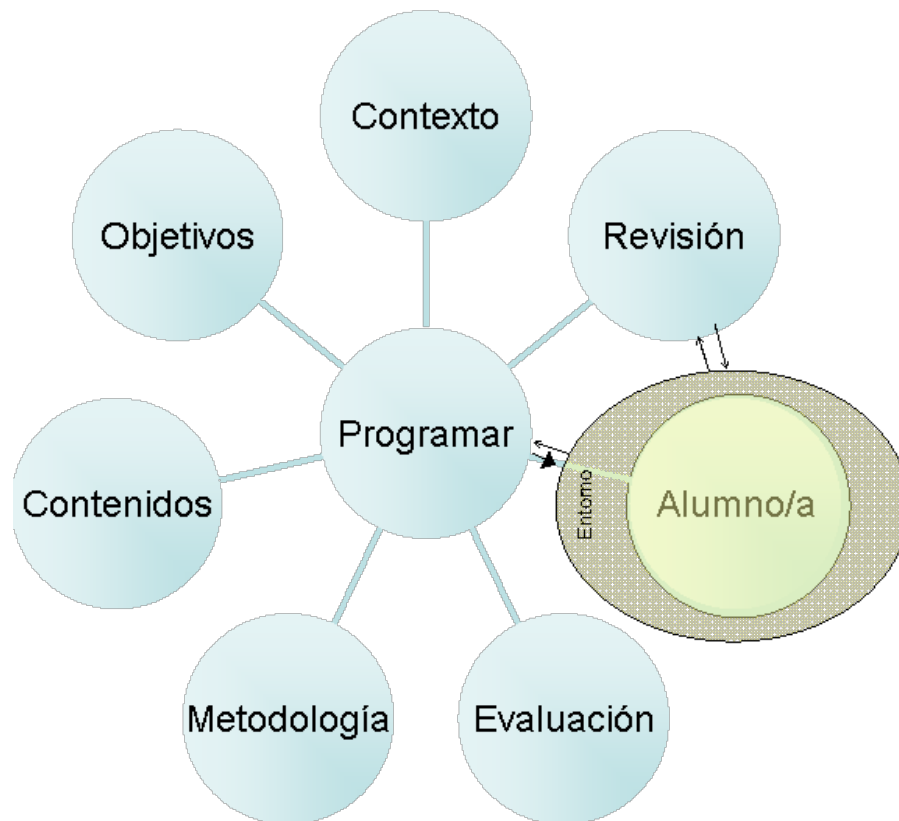 Contexto
Objetivos
Revisión
Programar
Contenidos
Entorno
Alumno/a
Metodología
Evaluación